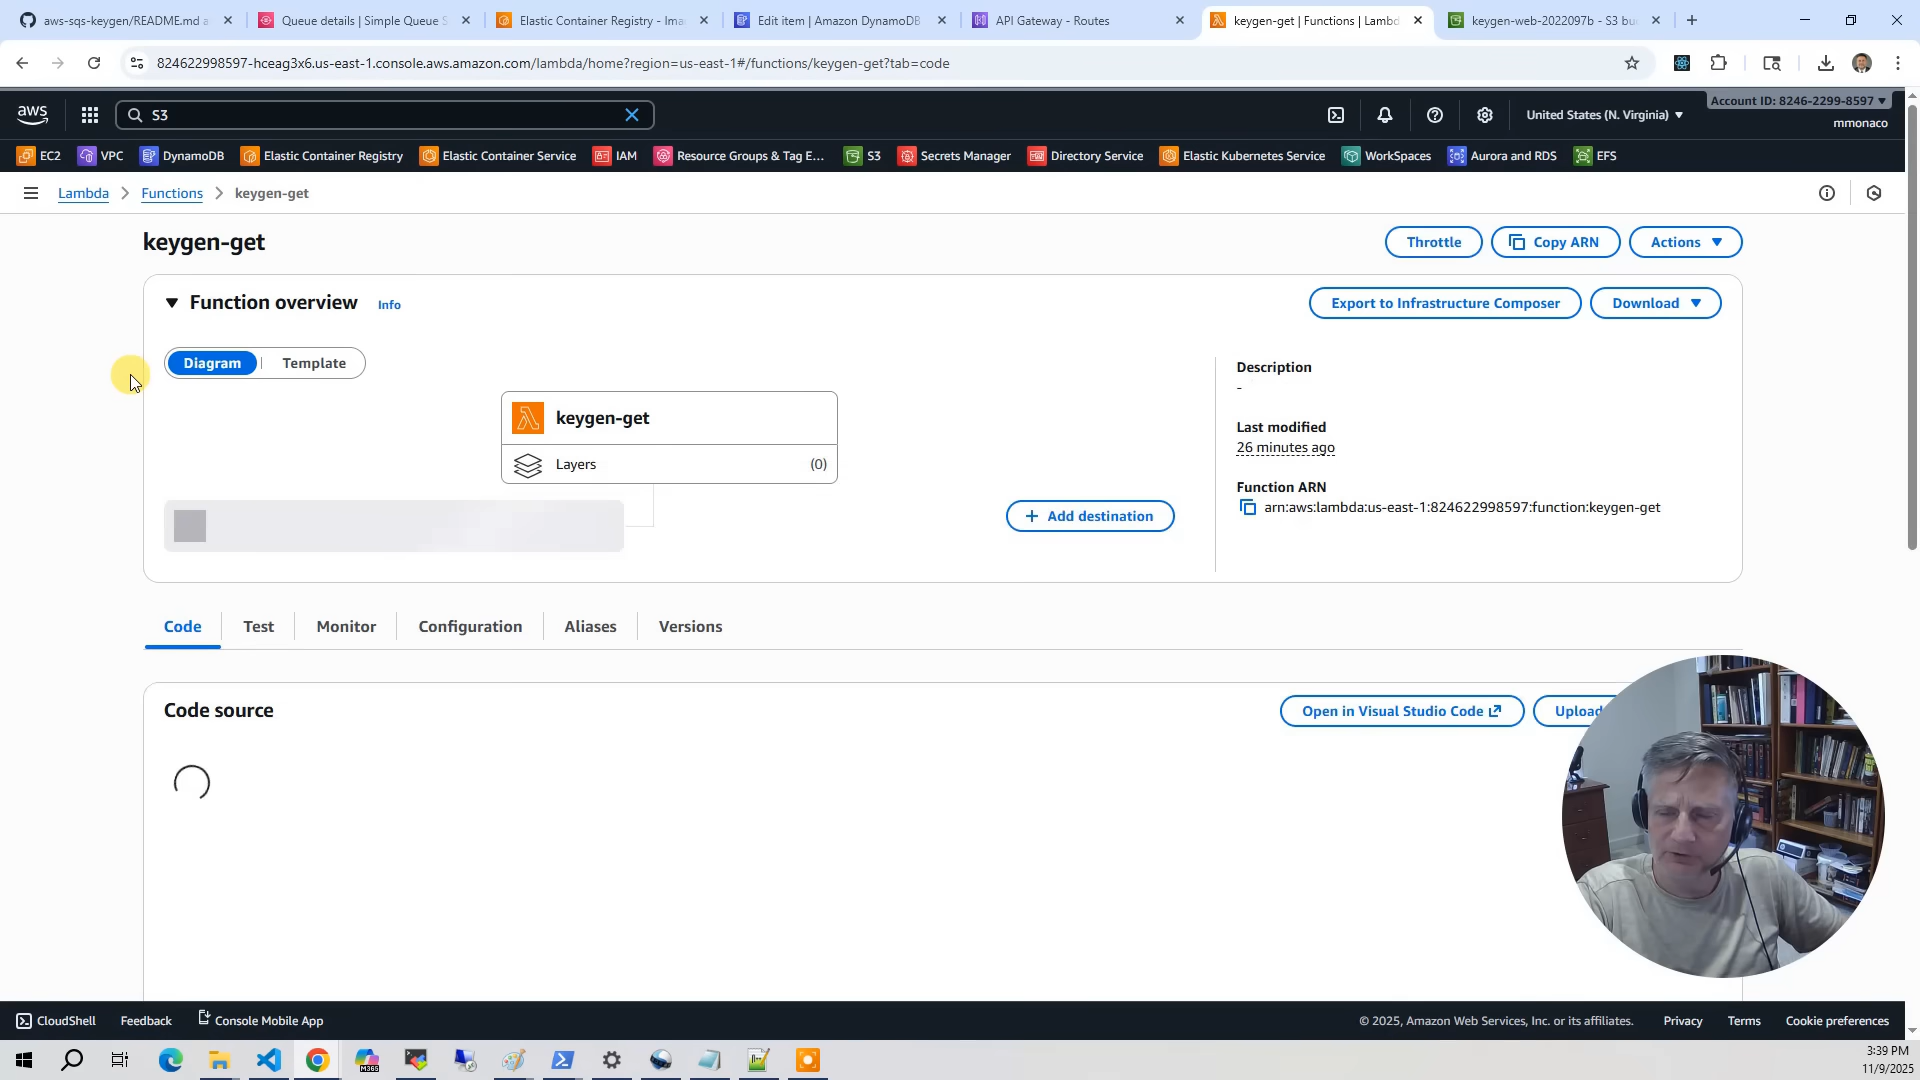 aws-sqs-keygen/README.md a
Queue details | Simple Queue S
Elastic Container Registry - Ima
Edit item | Amazon DynamoDB
API Gateway - Routes
keygen-get | Functions | Lambd
keygen-web-2022097b - S3 bu
824622998597-hceag3x6.us-east-1.console.aws.amazon.com/lambda/home?region=us-east-1#/functions/keygen-get?tab=code
aws
S3
United States (N. Virginia)
Account ID: 8246-2299-8597
mmonaco
EC2
VPC
DynamoDB
Elastic Container Registry
Elastic Container Service
IAM
Resource Groups & Tag E...
S3
Secrets Manager
Directory Service
Elastic Kubernetes Service
WorkSpaces
Aurora and RDS
EFS
Lambda
Functions
keygen-get
keygen-get
Throttle
Copy ARN
Actions
Function overview
Info
Export to Infrastructure Composer
Download
Diagram
Template
keygen-get
Layers
(0)
Add destination
Description
-
Last modified
26 minutes ago
Function ARN
arn:aws:lambda:us-east-1:824622998597:function:keygen-get
Code
Test
Monitor
Configuration
Aliases
Versions
Code source
Open in Visual Studio Code
Upload
CloudShell
Feedback
Console Mobile App
© 2025, Amazon Web Services, Inc. or its affiliates.
Privacy
Terms
Cookie preferences
M365
3:39 PM
11/9/2025